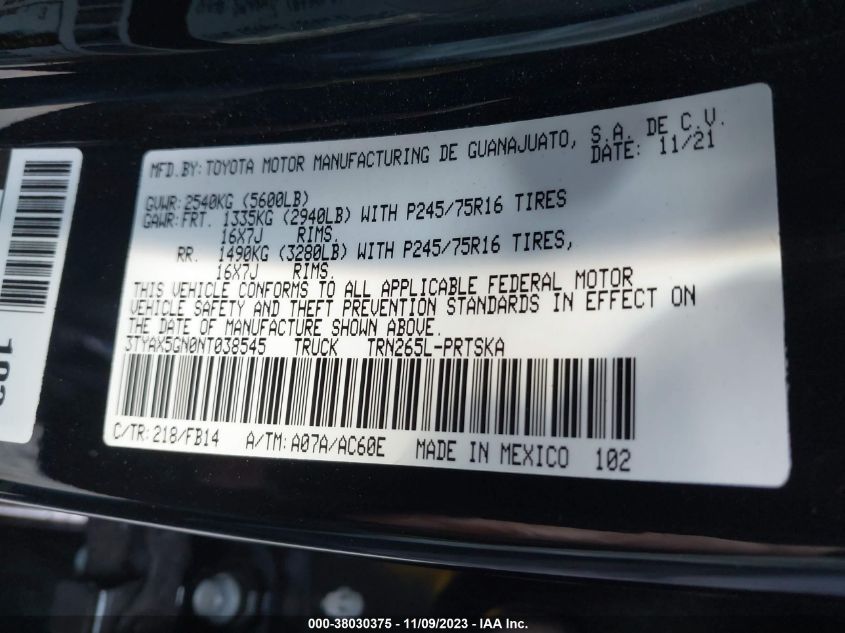 MFD.BY:TOYOTA MOTOR MANUFACTURING DE GUANAJUATO, S.A. DE C.V.
DATE: 11/21
GVWR:2540KG (5600LB)
GAWR:FRT. 1335KG (2940LB) WITH P245/75R16 TIRES
16X7J RIMS.
RR. 1490KG (3280LB) WITH P245/75R16 TIRES,
16X7J RIMS.
THIS VEHICLE CONFORMS TO ALL APPLICABLE FEDERAL MOTOR
VEHICLE SAFETY AND THEFT PREVENTION STANDARDS IN EFFECT ON
THE DATE OF MANUFACTURE SHOWN ABOVE.
3TYAX5GN0NT038545 TRUCK TRN265L-PRTSKA
C/TR:218/FB14 A/TM:A07A/AC60E MADE IN MEXICO 102
000-38030375 - 11/09/2023 - IAA Inc.